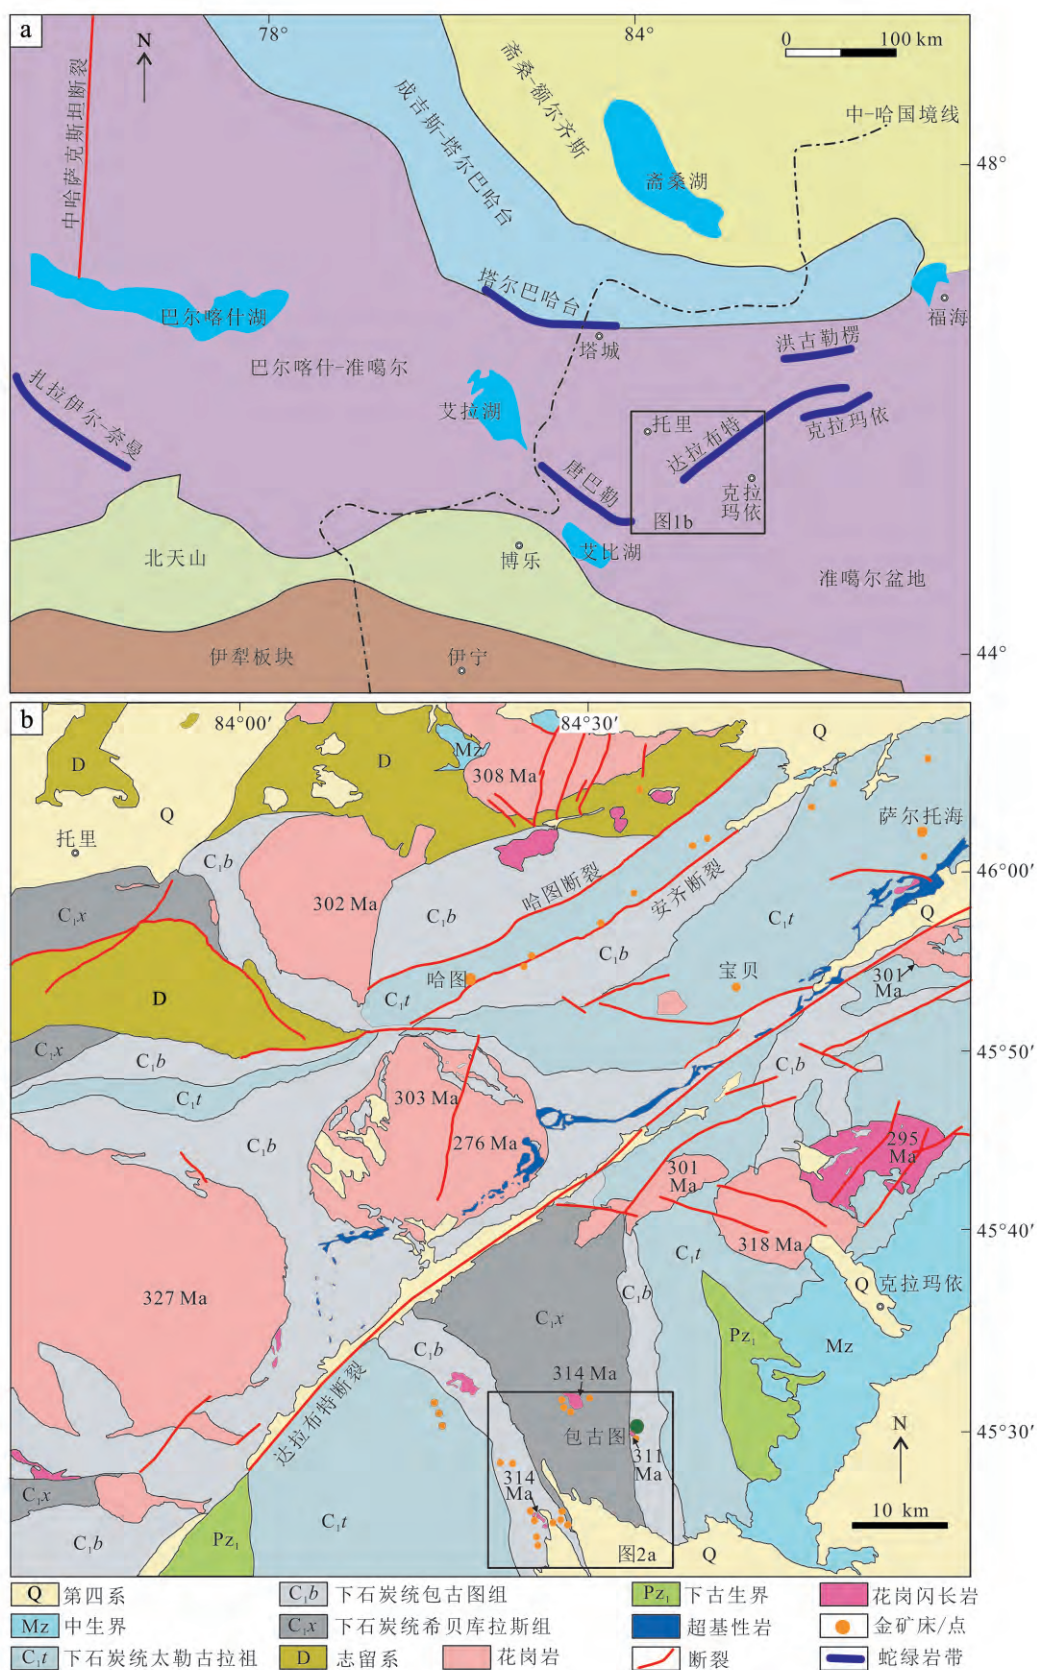 a
78°
84°
N
0 100 km
中哈萨克斯坦断裂
成吉斯-塔尔巴哈台
斋桑-额尔齐斯
中-哈国境线
斋桑湖
48°
塔尔巴哈台
巴尔喀什湖
福海
塔城
洪古勒楞
巴尔喀什-准噶尔
扎拉伊尔-奈曼
艾拉湖
托里
达拉布特
克拉玛依
唐巴勒
克拉
玛依
图1b
北天山
博乐
艾比湖
准噶尔盆地
伊犁板块
伊宁
44°
b
84°00′
84°30′
Q
D
D
Mz
308 Ma
Q
萨尔托海
托里
C₁b
46°00′
哈图断裂
安齐断裂
302 Ma
C₁b
C₁x
C₁t
Q
C₁b
哈图
宝贝
D
301
Ma
C₁t
C₁x
C₁b
45°50′
C₁b
C₁t
303 Ma
276 Ma
C₁b
295
Ma
301
Ma
45°40′
318 Ma
C₁t
Q
克拉玛依
327 Ma
C₁b
C₁x
Pz₁
Mz
C₁b
314 Ma
达拉布特断裂
N
包古图
45°30′
311
Ma
314
Ma
C₁x
10 km
C₁t
Pz₁
C₁b
图2a
Q
Q 第四系
C₁b 下石炭统包古图组
Pz₁ 下古生界
花岗闪长岩
Mz 中生界
C₁x 下石炭统希贝库拉斯组
超基性岩
金矿床/点
C₁t 下石炭统太勒古拉祖
D 志留系
花岗岩
断裂
蛇绿岩带